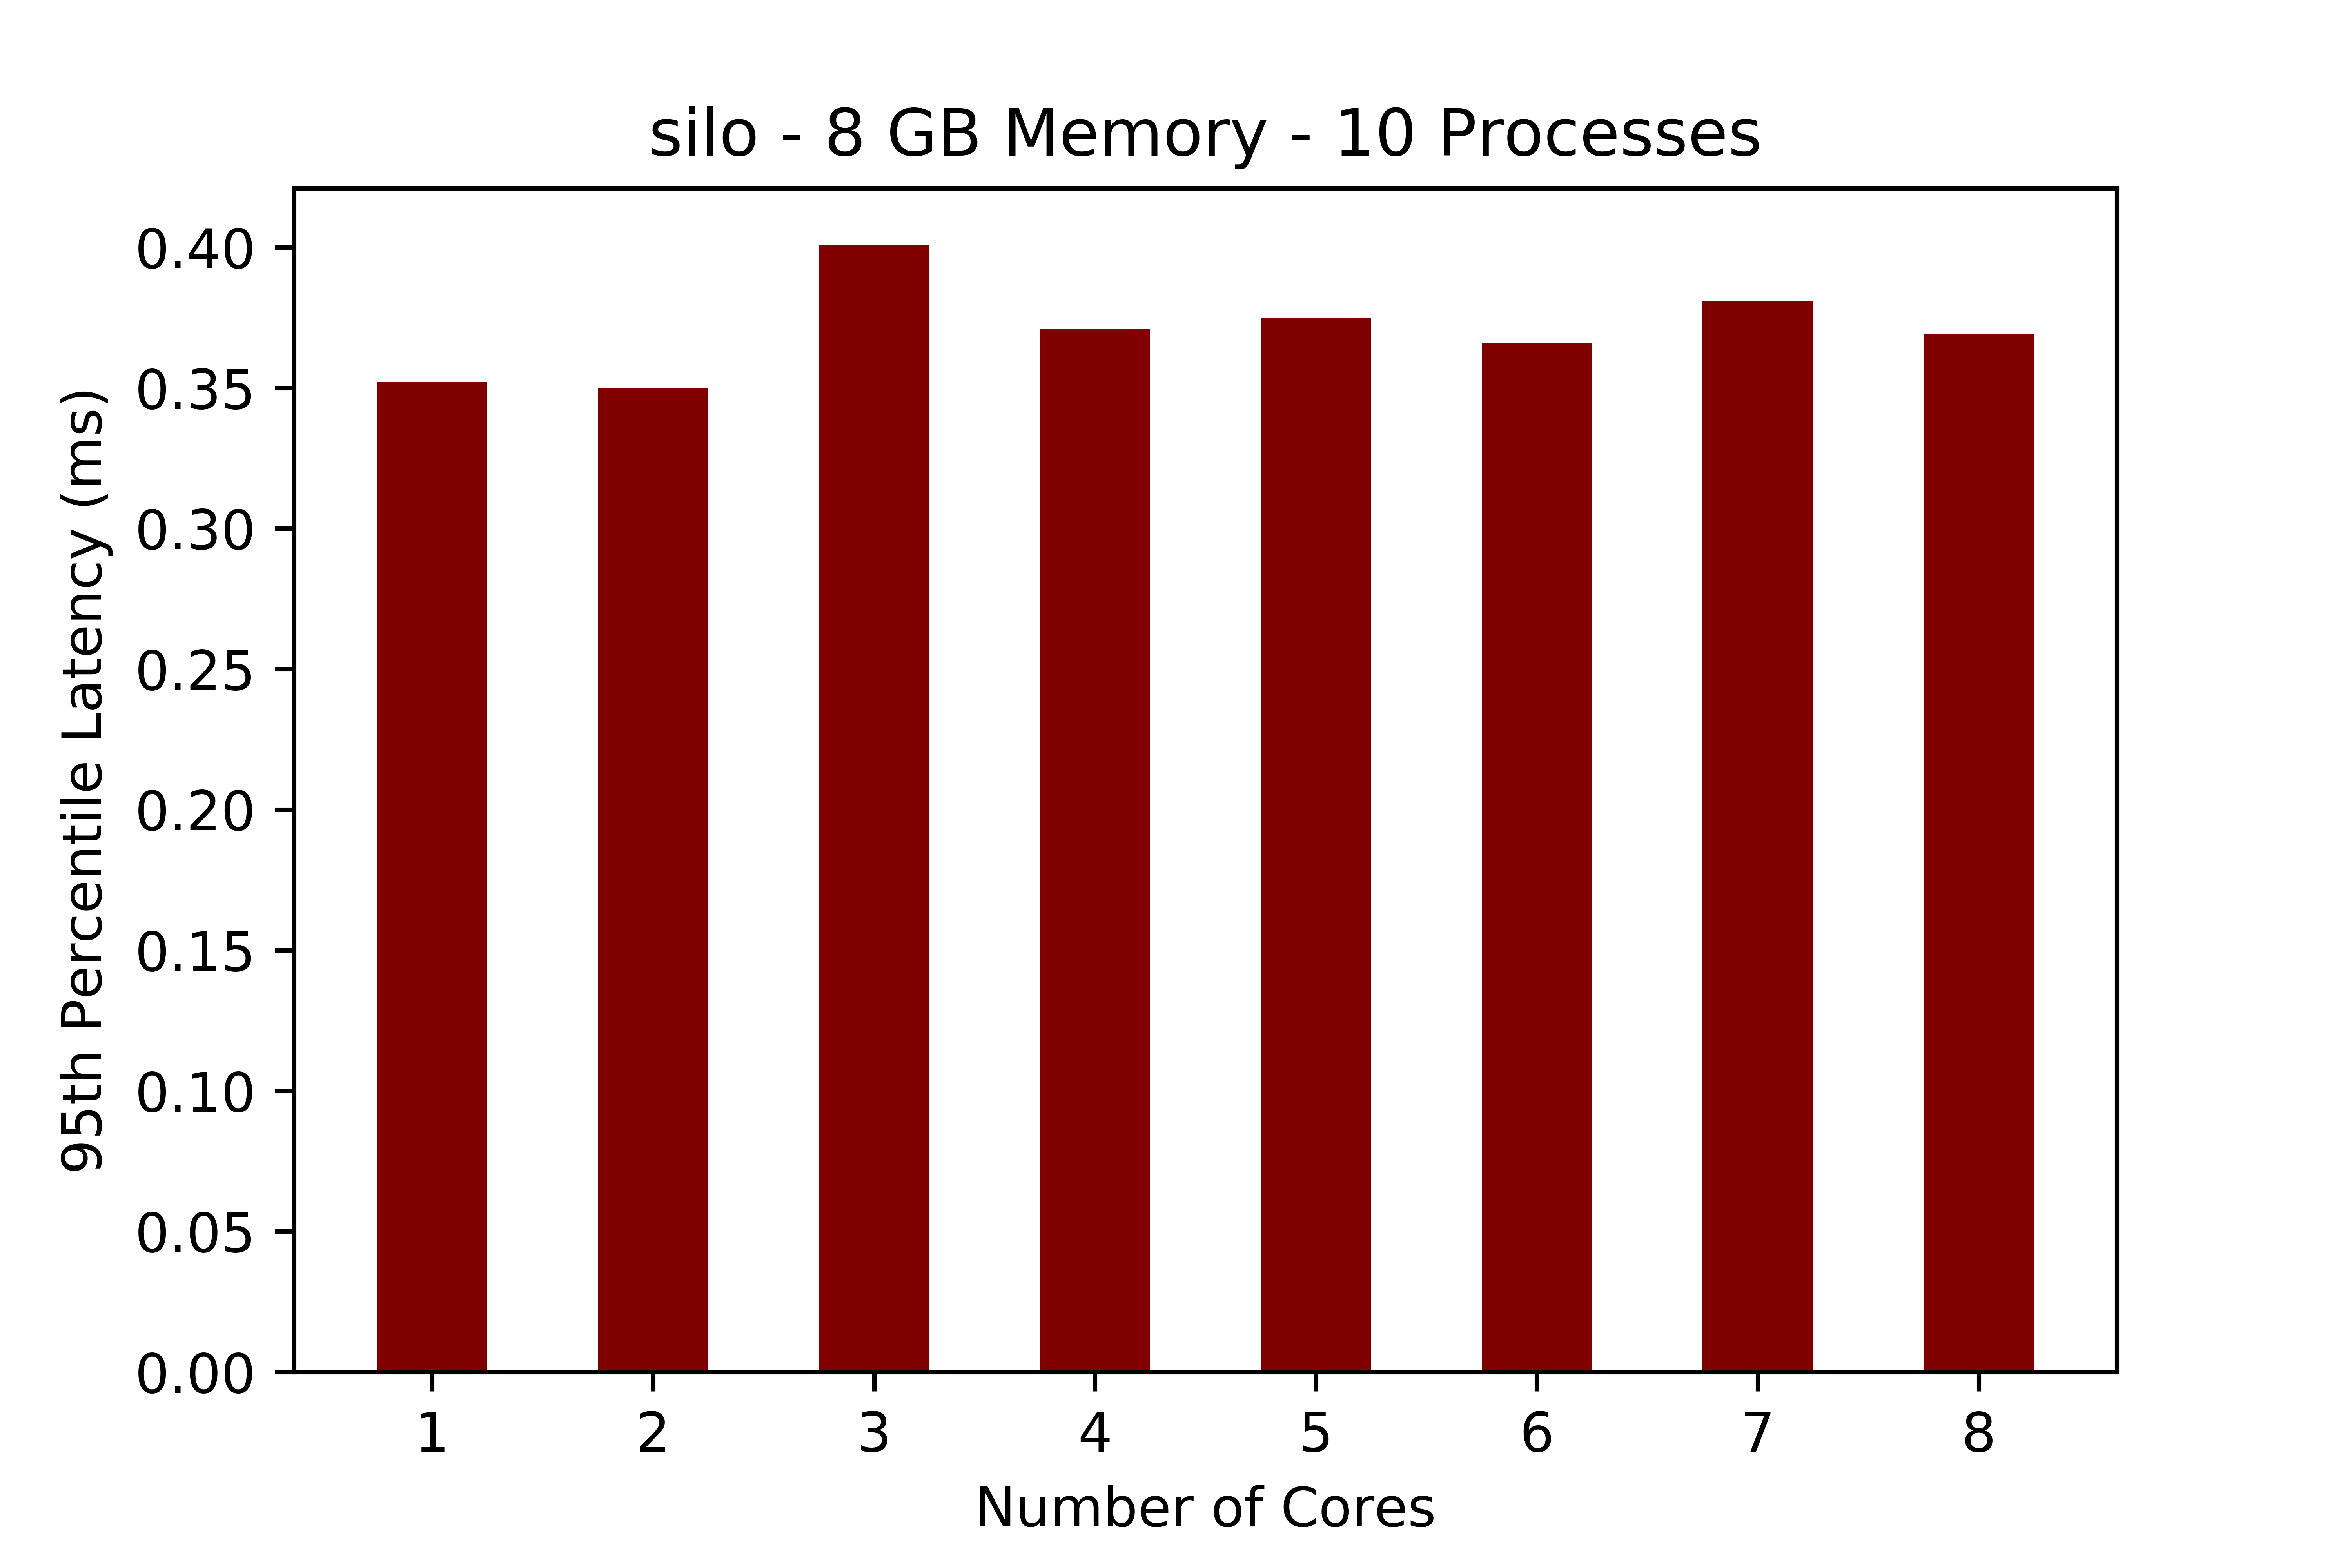 silo - 8 GB Memory - 10 Processes
95th Percentile Latency (ms)
0.40
0.35
0.30
0.25
0.20
0.15
0.10
0.05
0.00
1 2 3 4 5 6 7 8
Number of Cores